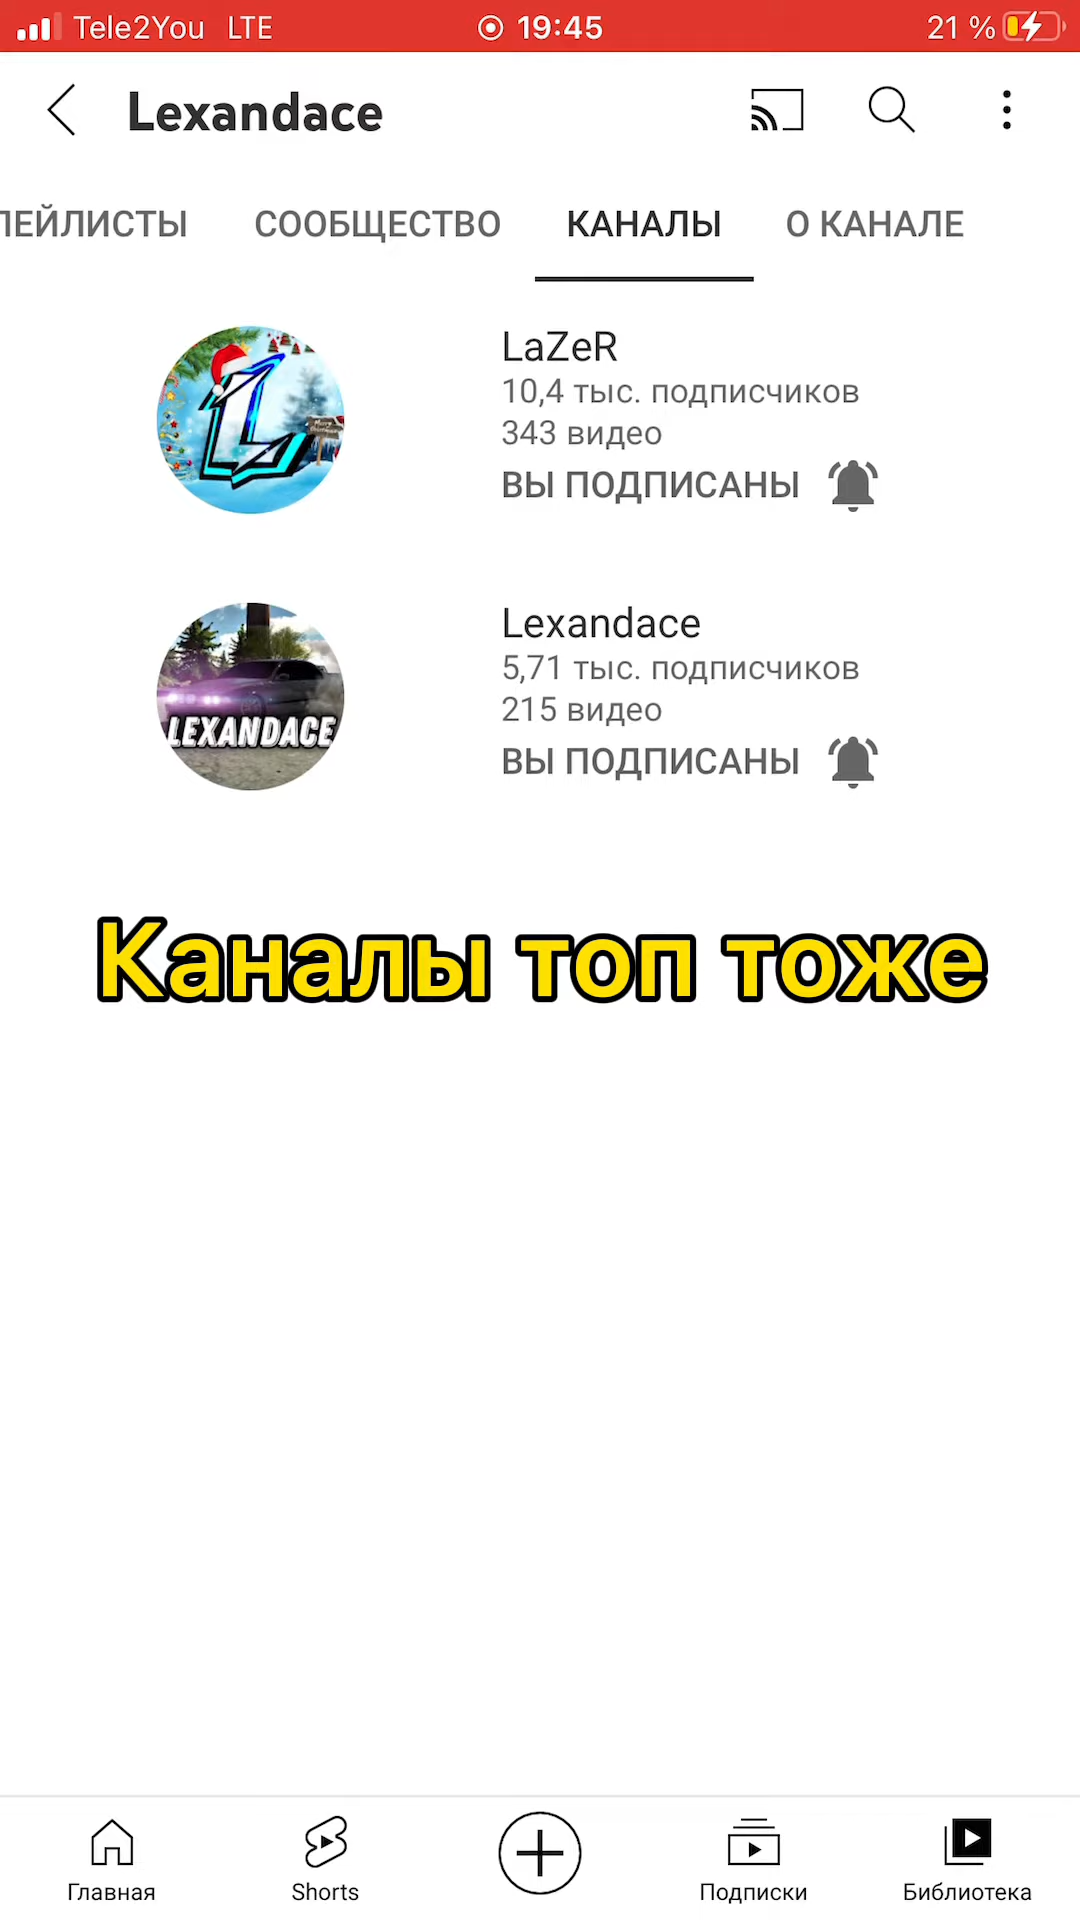 Tele2You LTE 19:45 21 %
Lexandace
ЛЕЙЛИСТЫ СООБЩЕСТВО КАНАЛЫ О КАНАЛЕ
LaZeR
10,4 тыс. подписчиков
343 видео
ВЫ ПОДПИСАНЫ
LEXANDACE
Lexandace
5,71 тыс. подписчиков
215 видео
ВЫ ПОДПИСАНЫ
Каналы топ тоже
Главная Shorts Подписки Библиотека